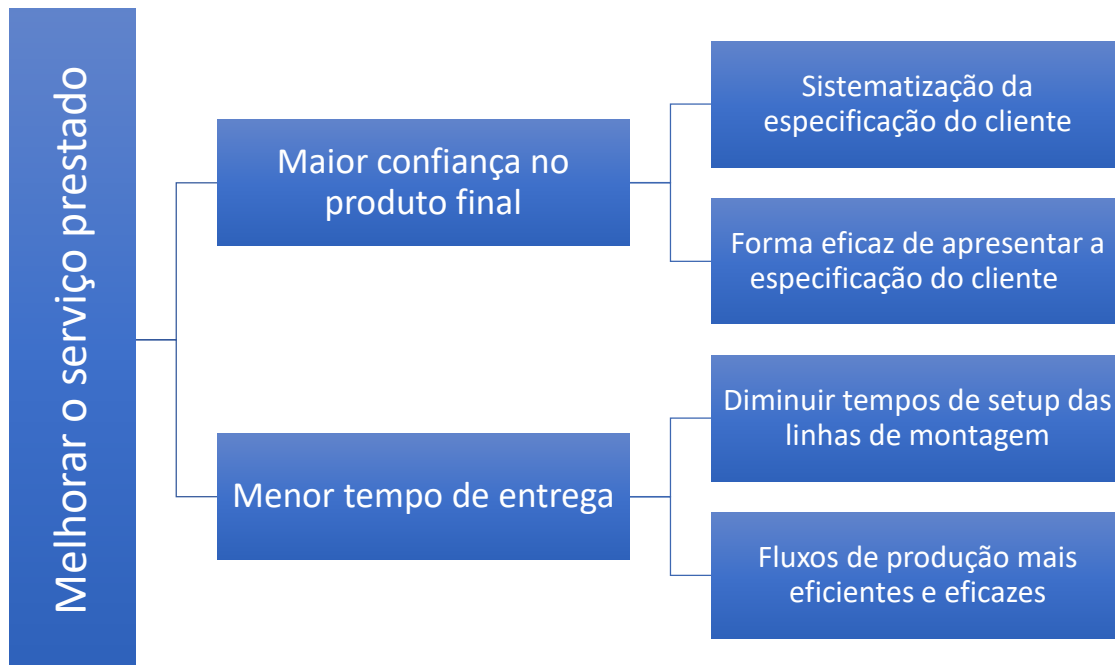 Melhorar o serviço prestado
Maior confiança no
produto final
Sistematização da
especificação do cliente
Forma eficaz de apresentar a
especificação do cliente
Menor tempo de entrega
Diminuir tempos de setup das
linhas de montagem
Fluxos de produção mais
eficientes e eficazes